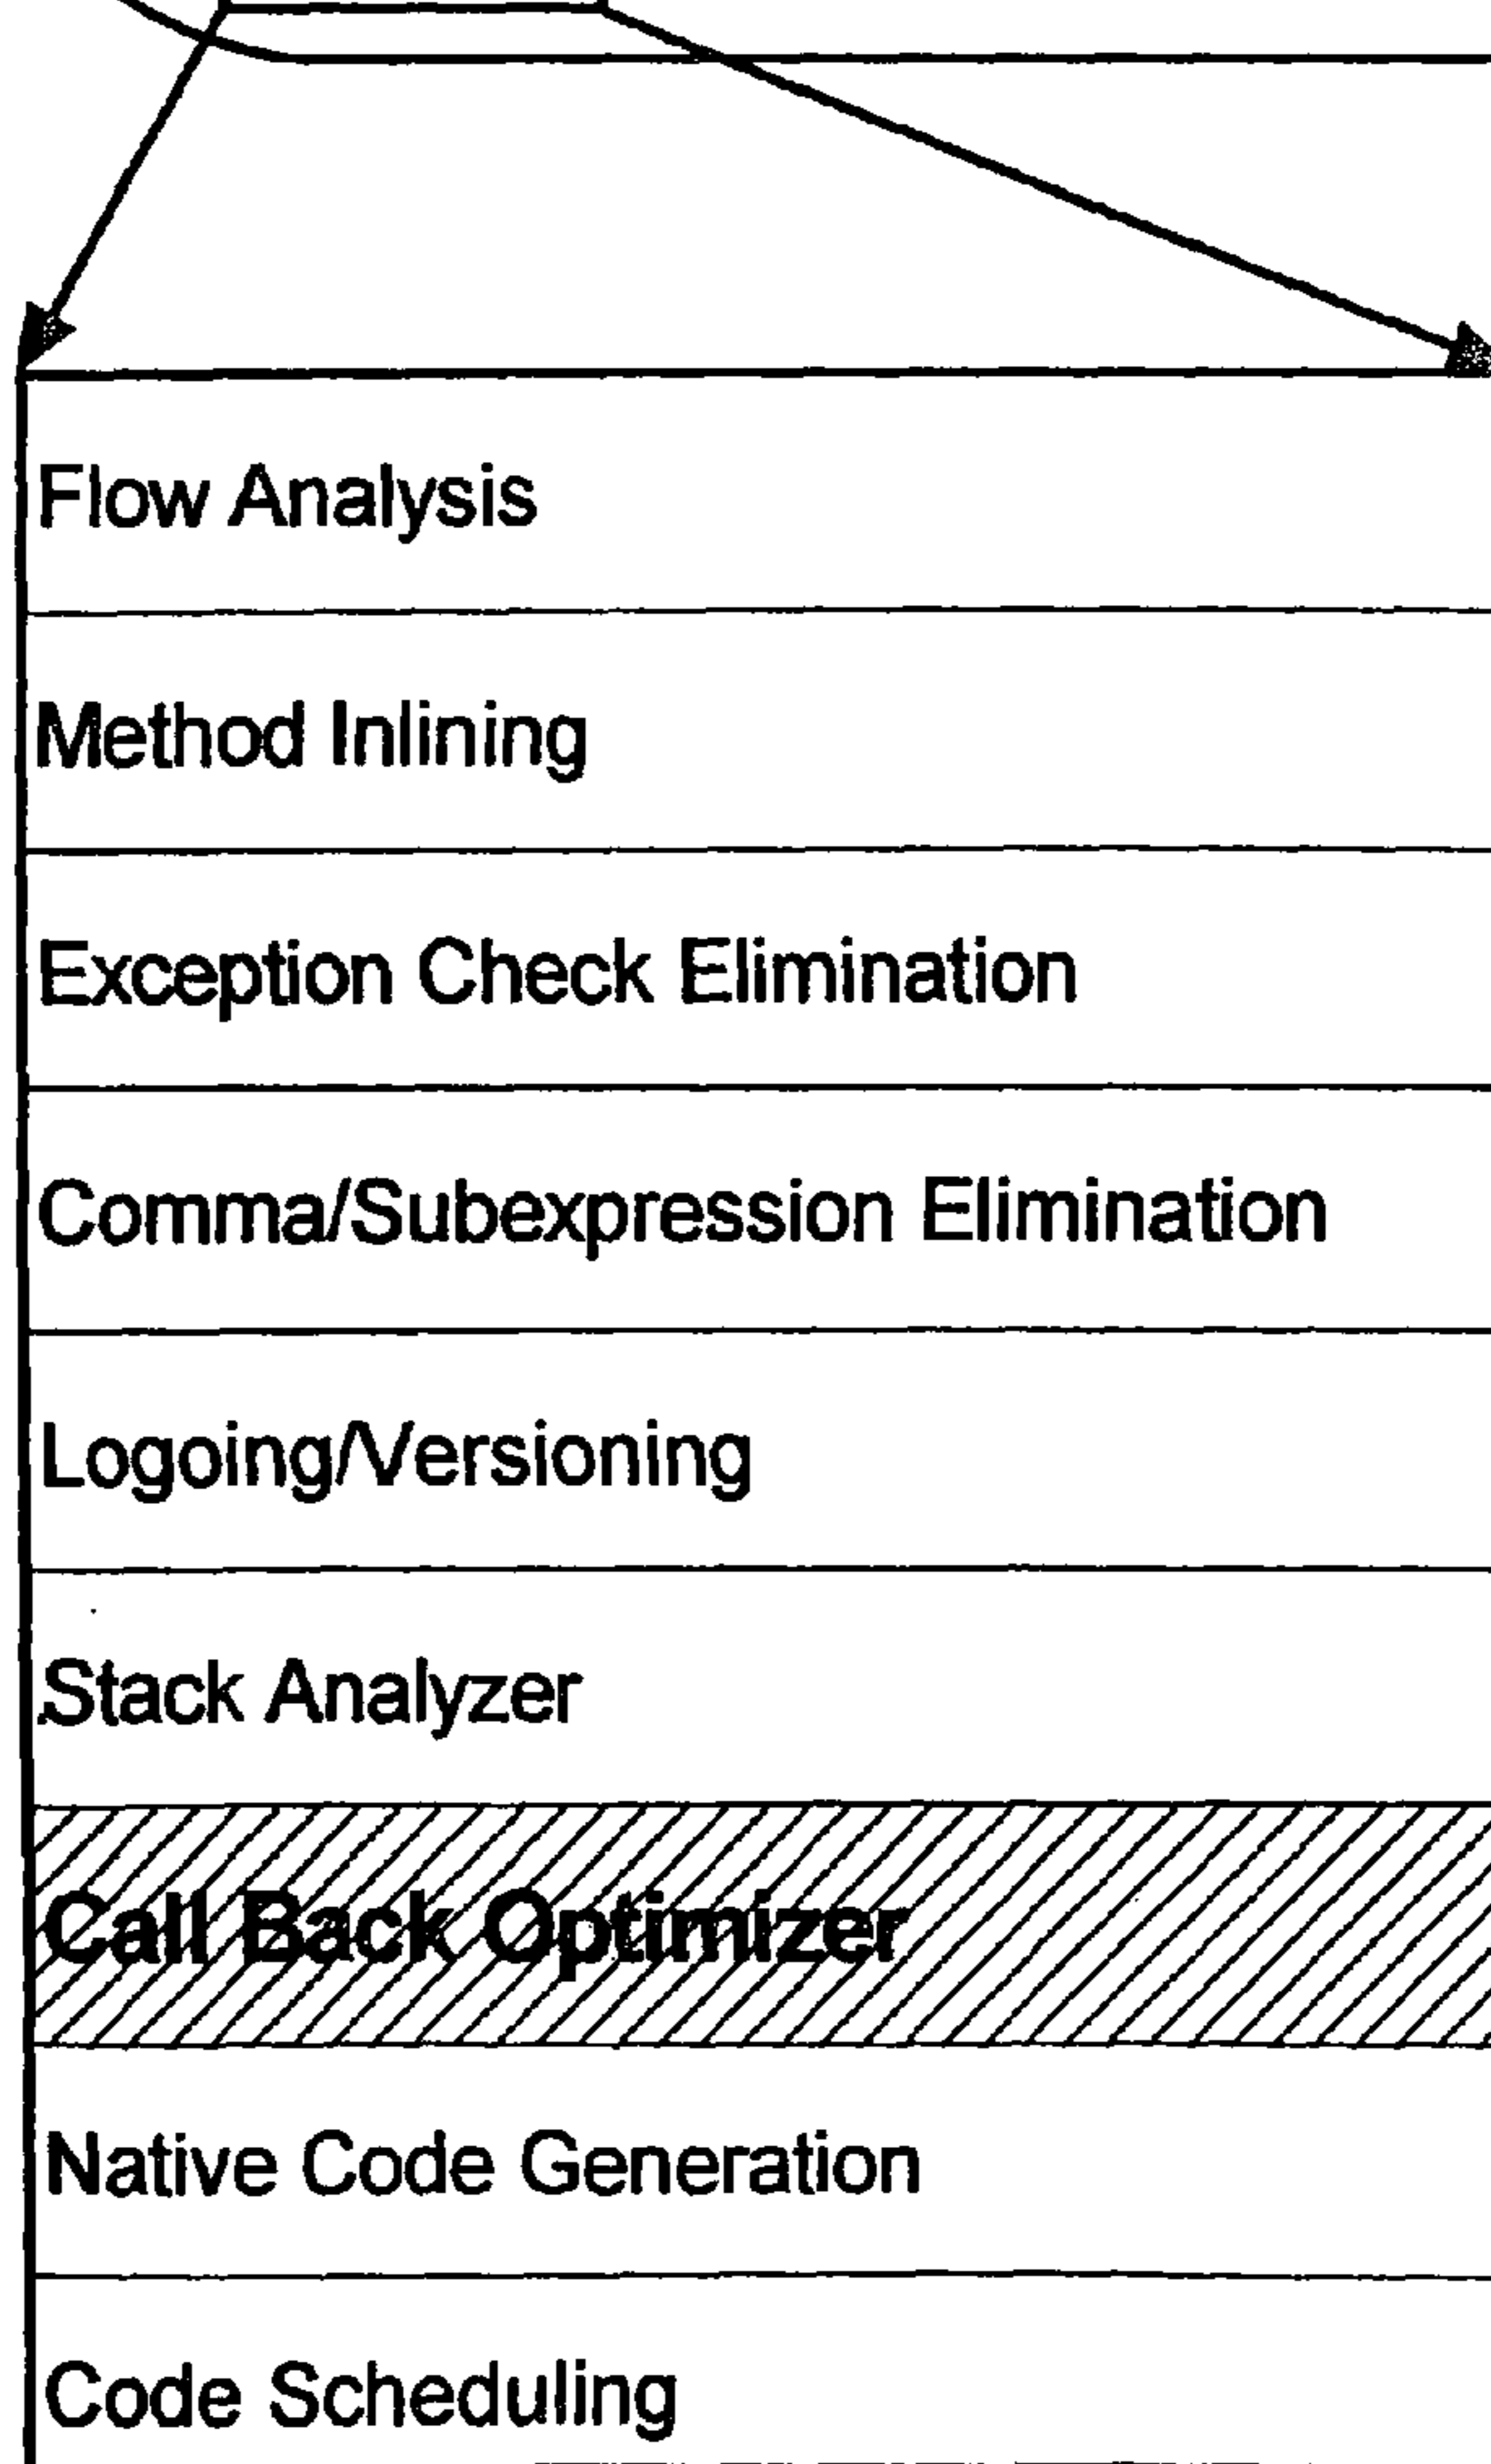 Flow Analysis
Method Inlining
Exception Check Elimination
Comma/Subexpression Elimination
Logoing/Versioning
Stack Analyzer
Call Back Optimizer
Native Code Generation
Code Scheduling